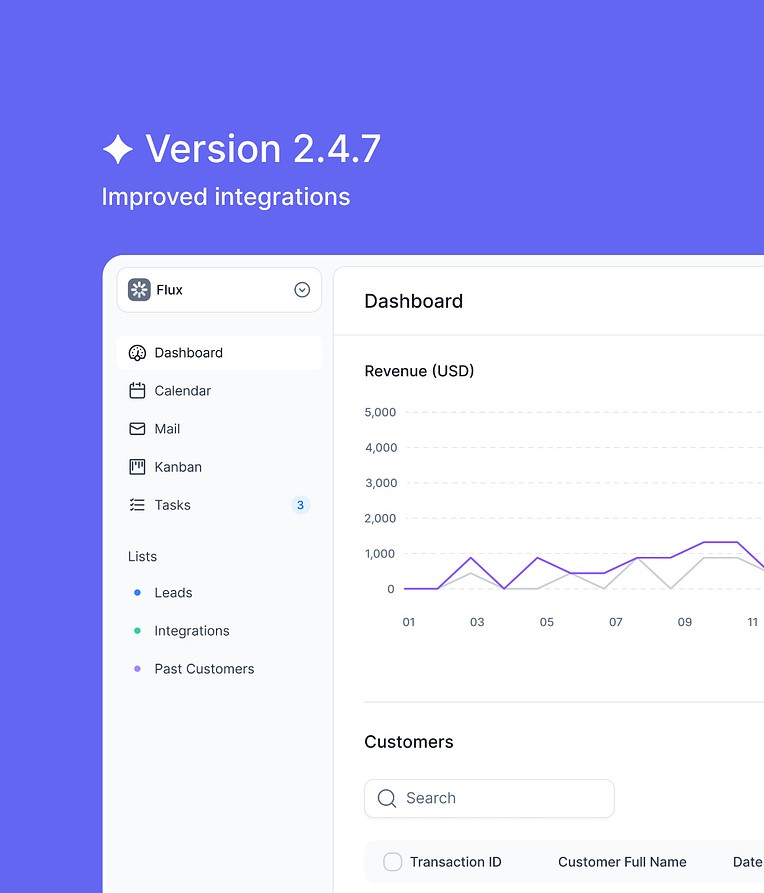 Version 2.4.7
Improved integrations
Flux
Dashboard
Calendar
Mail
Kanban
Tasks 3
Lists
Leads
Integrations
Past Customers
Dashboard
Revenue (USD)
5,000
4,000
3,000
2,000
1,000
0
01 03 05 07 09 11
Customers
Search
Transaction ID Customer Full Name Date